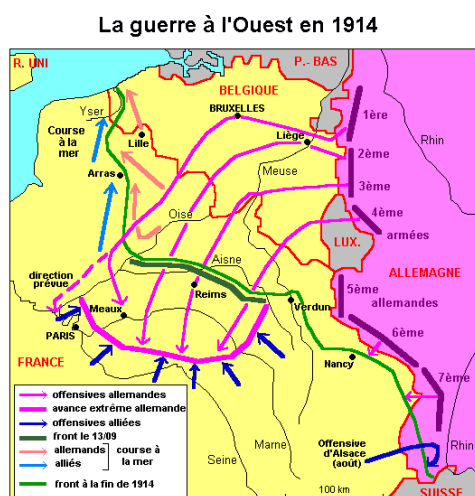 La guerre à l'Ouest en 1914
R. UNI
P.- BAS
BELGIQUE
BRUXELLES
1ère
Yser
Course
à la
mer
Lille
Liège
Rhin
2ème
Meuse
Arras
3ème
Oise
4ème
armées
LUX.
Aisne
direction
prévue
ALLEMAGNE
5ème
allemandes
Reims
Verdun
Meaux
PARIS
6ème
FRANCE
Nancy
7ème
offensives allemandes
avance extrême allemande
offensives alliées
front le 13/09
allemands
alliés
course à
la mer
front à la fin de 1914
Marne
Seine
Offensive
d'Alsace
(août)
Rhin
100 km
SUISSE